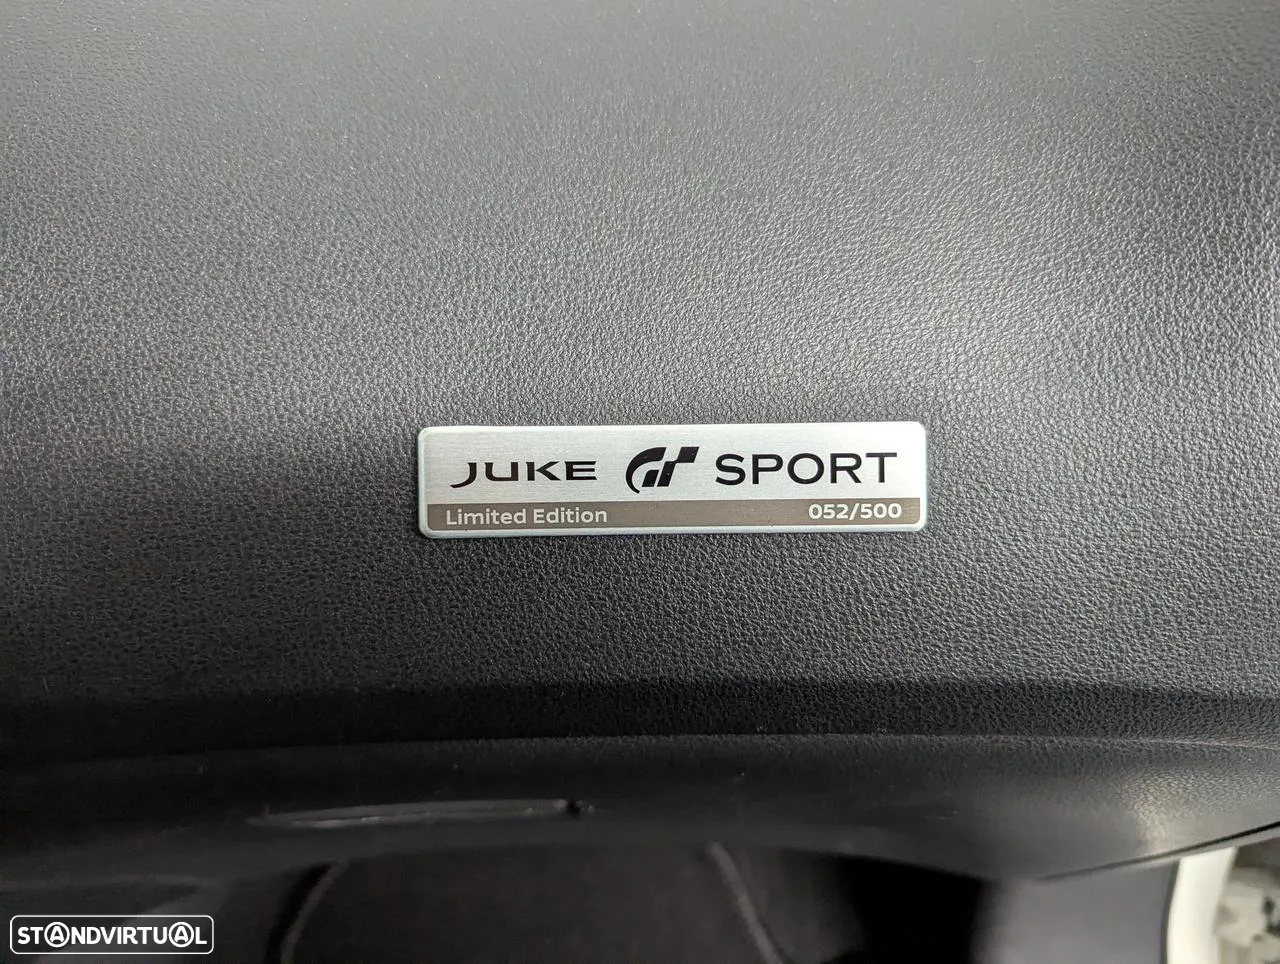 JUKE GT SPORT
Limited Edition 052/500
STANDVIRTUAL